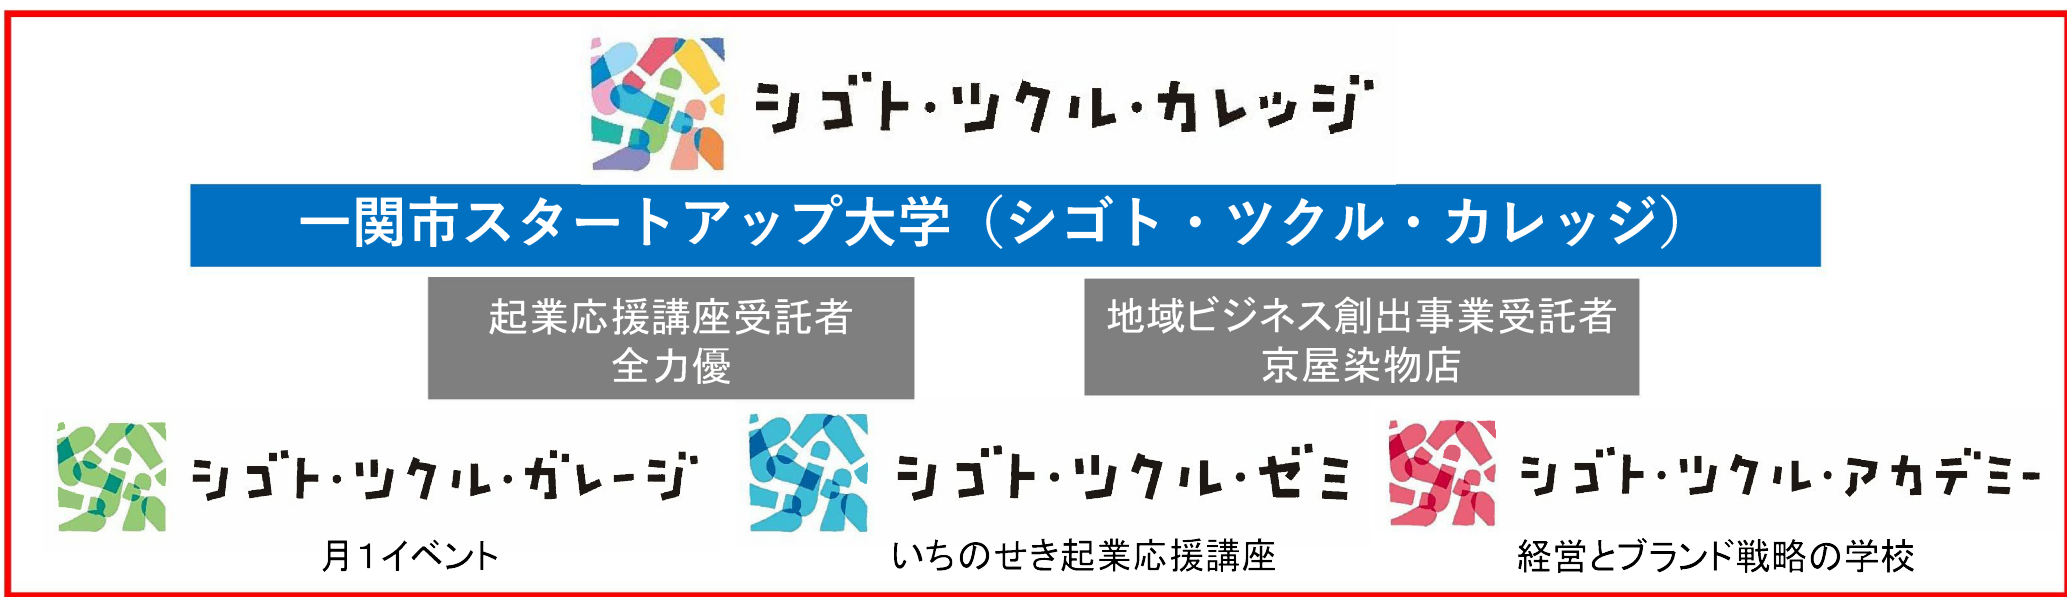 シゴト・ツクル・カレッジ
一関市スタートアップ大学（シゴト・ツクル・カレッジ）
起業応援講座受託者
全力優
地域ビジネス創出事業受託者
京屋染物店
シゴト・ツクル・ガレージ
月１イベント
シゴト・ツクル・ゼミ
いちのせき起業応援講座
シゴト・ツクル・アカデミー
経営とブランド戦略の学校